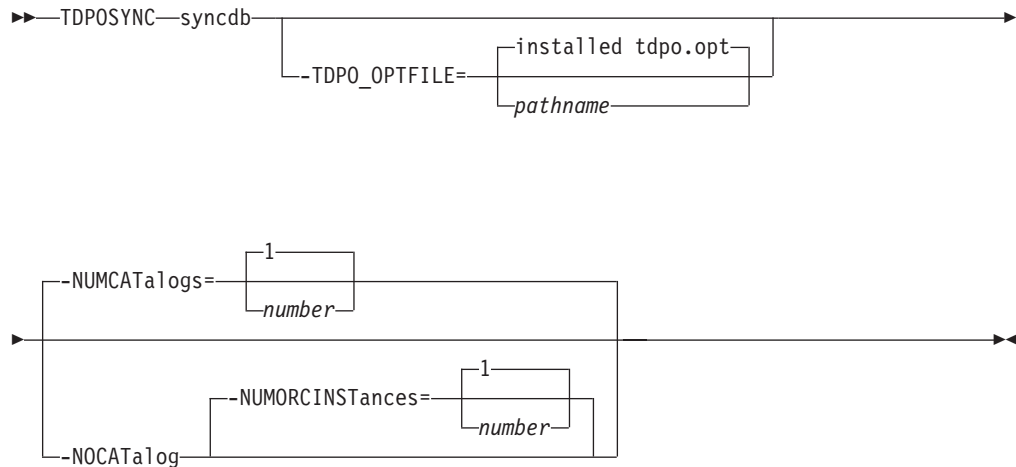 TDPOSYNC syncdb
installed tdpo.opt
-TDPO_OPTFILE=
pathname
1
-NUMCATalogs=
number
1
-NUMORCINSTances=
number
-NOCATalog